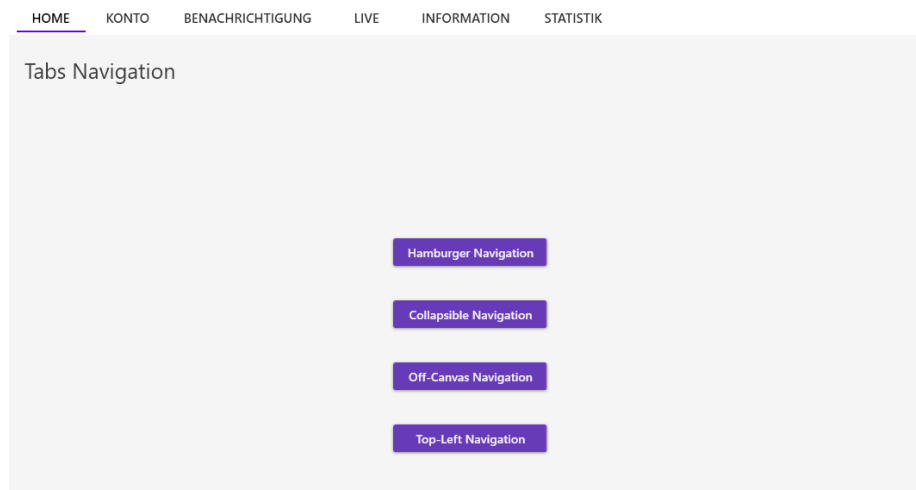 HOME KONTO BENACHRICHTIGUNG LIVE INFORMATION STATISTIK
Tabs Navigation
Hamburger Navigation
Collapsible Navigation
Off-Canvas Navigation
Top-Left Navigation